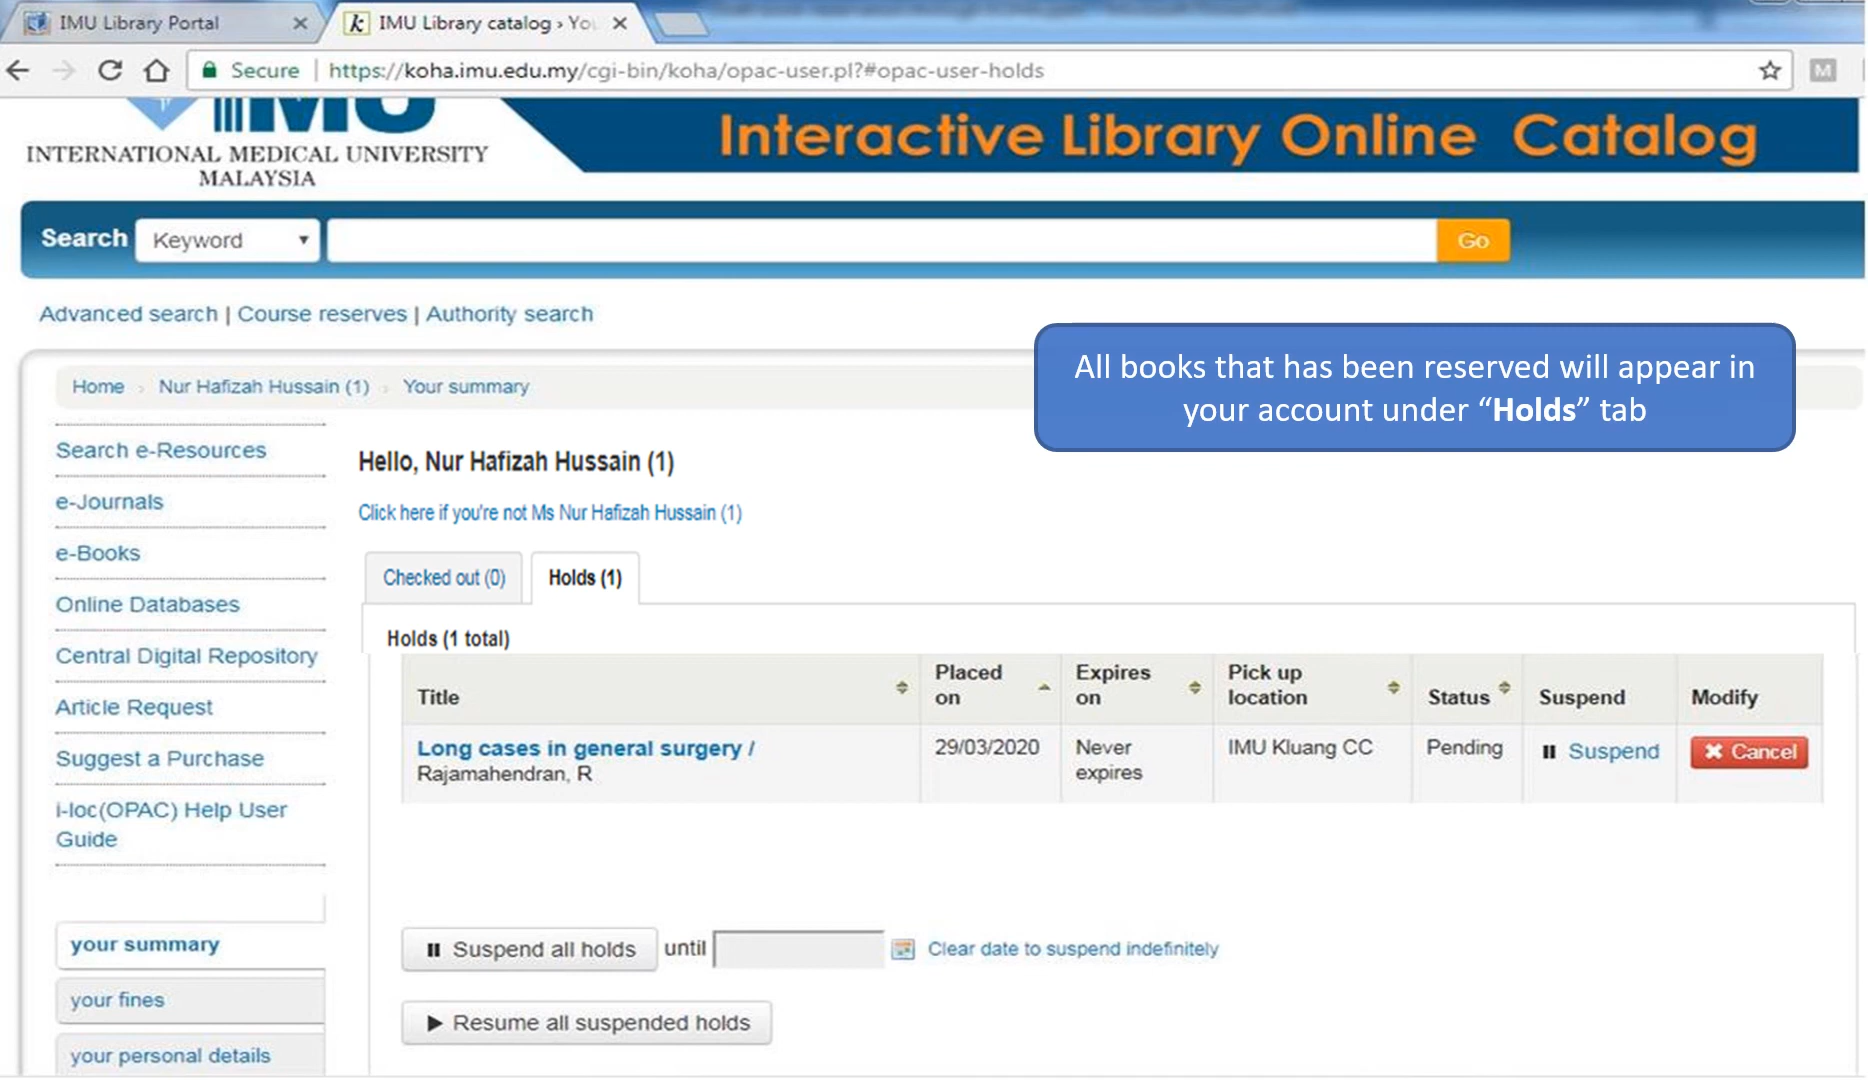 IMU Library Portal
IMU Library catalog › You
Secure | https://koha.imu.edu.my/cgi-bin/koha/opac-user.pl?#opac-user-holds
M
IMU
INTERNATIONAL MEDICAL UNIVERSITY
MALAYSIA
Interactive Library Online Catalog
Search Keyword Go
Advanced search | Course reserves | Authority search
All books that has been reserved will appear in
your account under “Holds” tab
Home › Nur Hafizah Hussain (1) › Your summary
Search e-Resources
e-Journals
e-Books
Online Databases
Central Digital Repository
Article Request
Suggest a Purchase
i-loc(OPAC) Help User
Guide
your summary
your fines
your personal details
Hello, Nur Hafizah Hussain (1)
Click here if you're not Ms Nur Hafizah Hussain (1)
Checked out (0) Holds (1)
Holds (1 total)
Title Placed on Expires on Pick up location Status Suspend Modify
Long cases in general surgery / 29/03/2020 Never IMU Kluang CC Pending Suspend Cancel
Rajamahendran, R expires
Suspend all holds until Clear date to suspend indefinitely
Resume all suspended holds